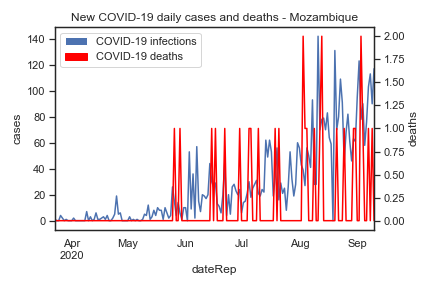 New COVID-19 daily cases and deaths - Mozambique
COVID-19 infections
COVID-19 deaths
140
120
100
80
60
40
20
0
cases
2.00
1.75
1.50
1.25
1.00
0.75
0.50
0.25
0.00
deaths
Apr May Jun Jul Aug Sep
2020
dateRep